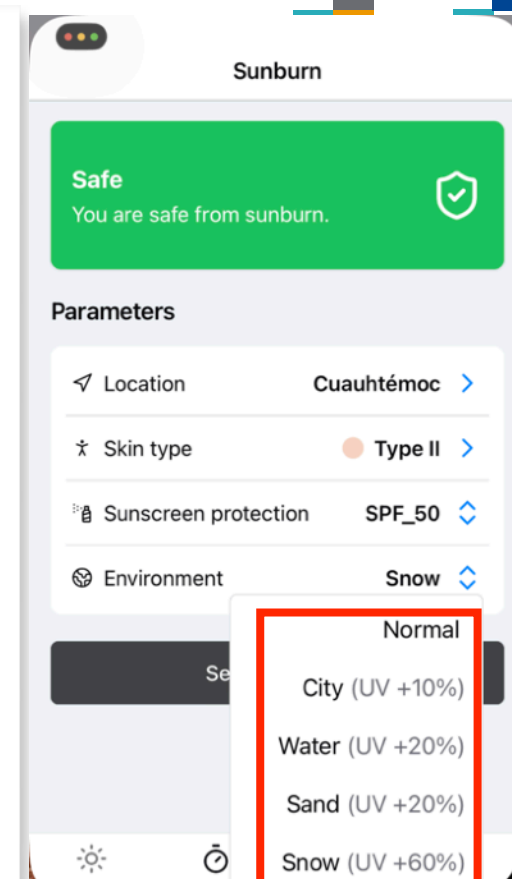 Sunburn
Safe
You are safe from sunburn.
Parameters
Location Cuauhtémoc
Skin type Type II
Sunscreen protection SPF_50
Environment Snow
Normal
Se
City (UV +10%)
Water (UV +20%)
Sand (UV +20%)
Snow (UV +60%)